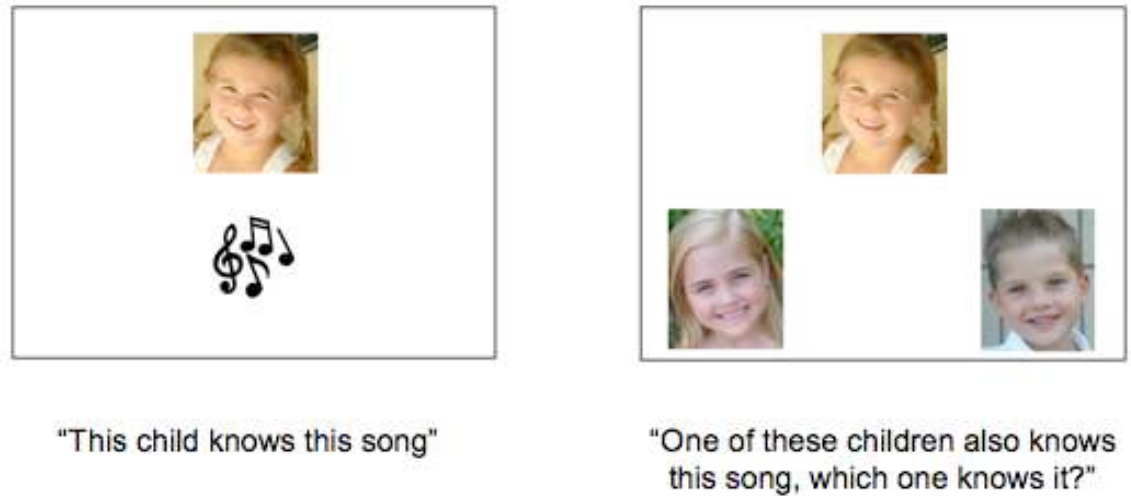 “This child knows this song”
“One of these children also knows
this song, which one knows it?”